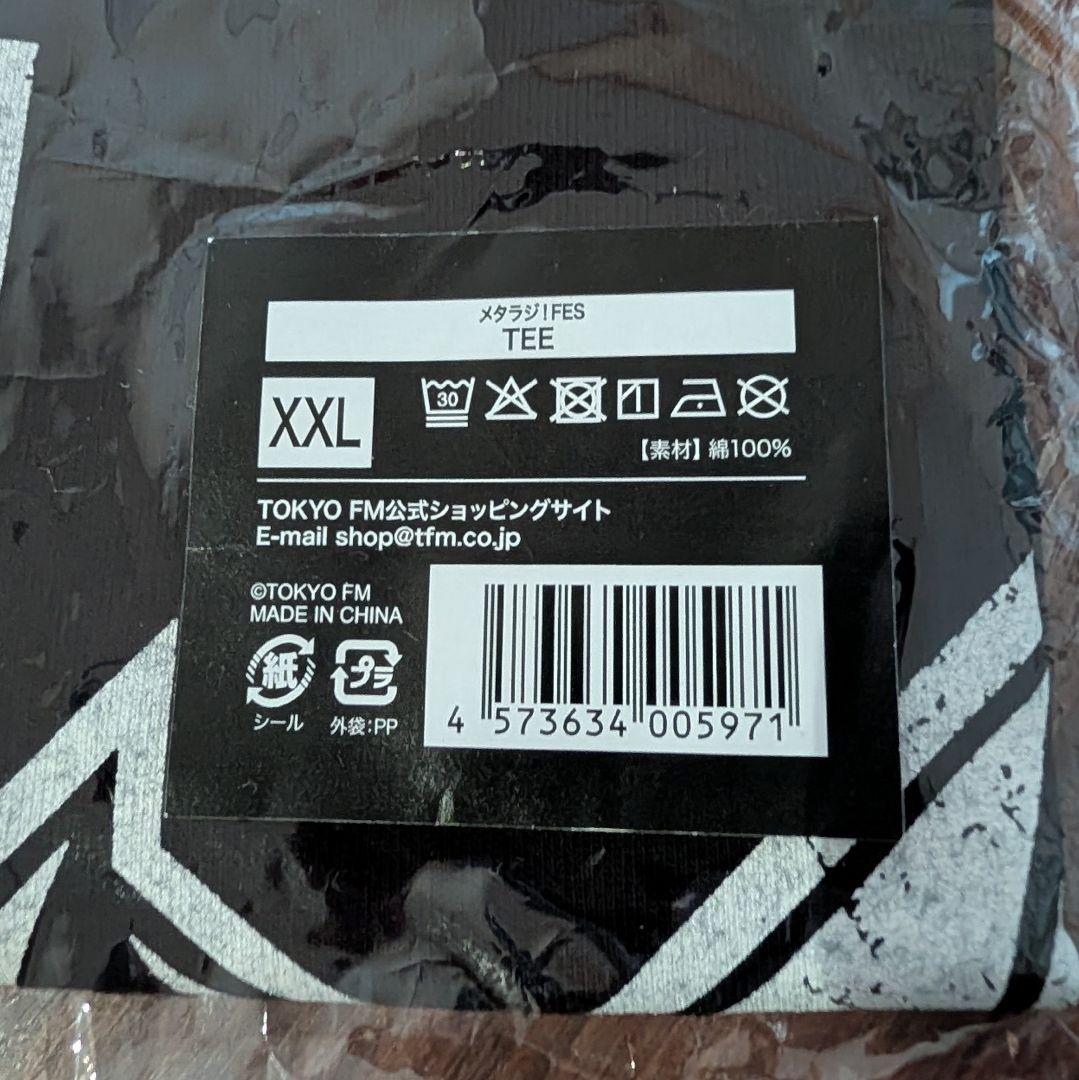 メタラジ!FES
TEE
XXL
30
【素材】綿100%
TOKYO FM公式ショッピングサイト
E-mail shop@tfm.co.jp
©TOKYO FM
MADE IN CHINA
紙
シール
プラ
外袋:PP
4 573634 005971